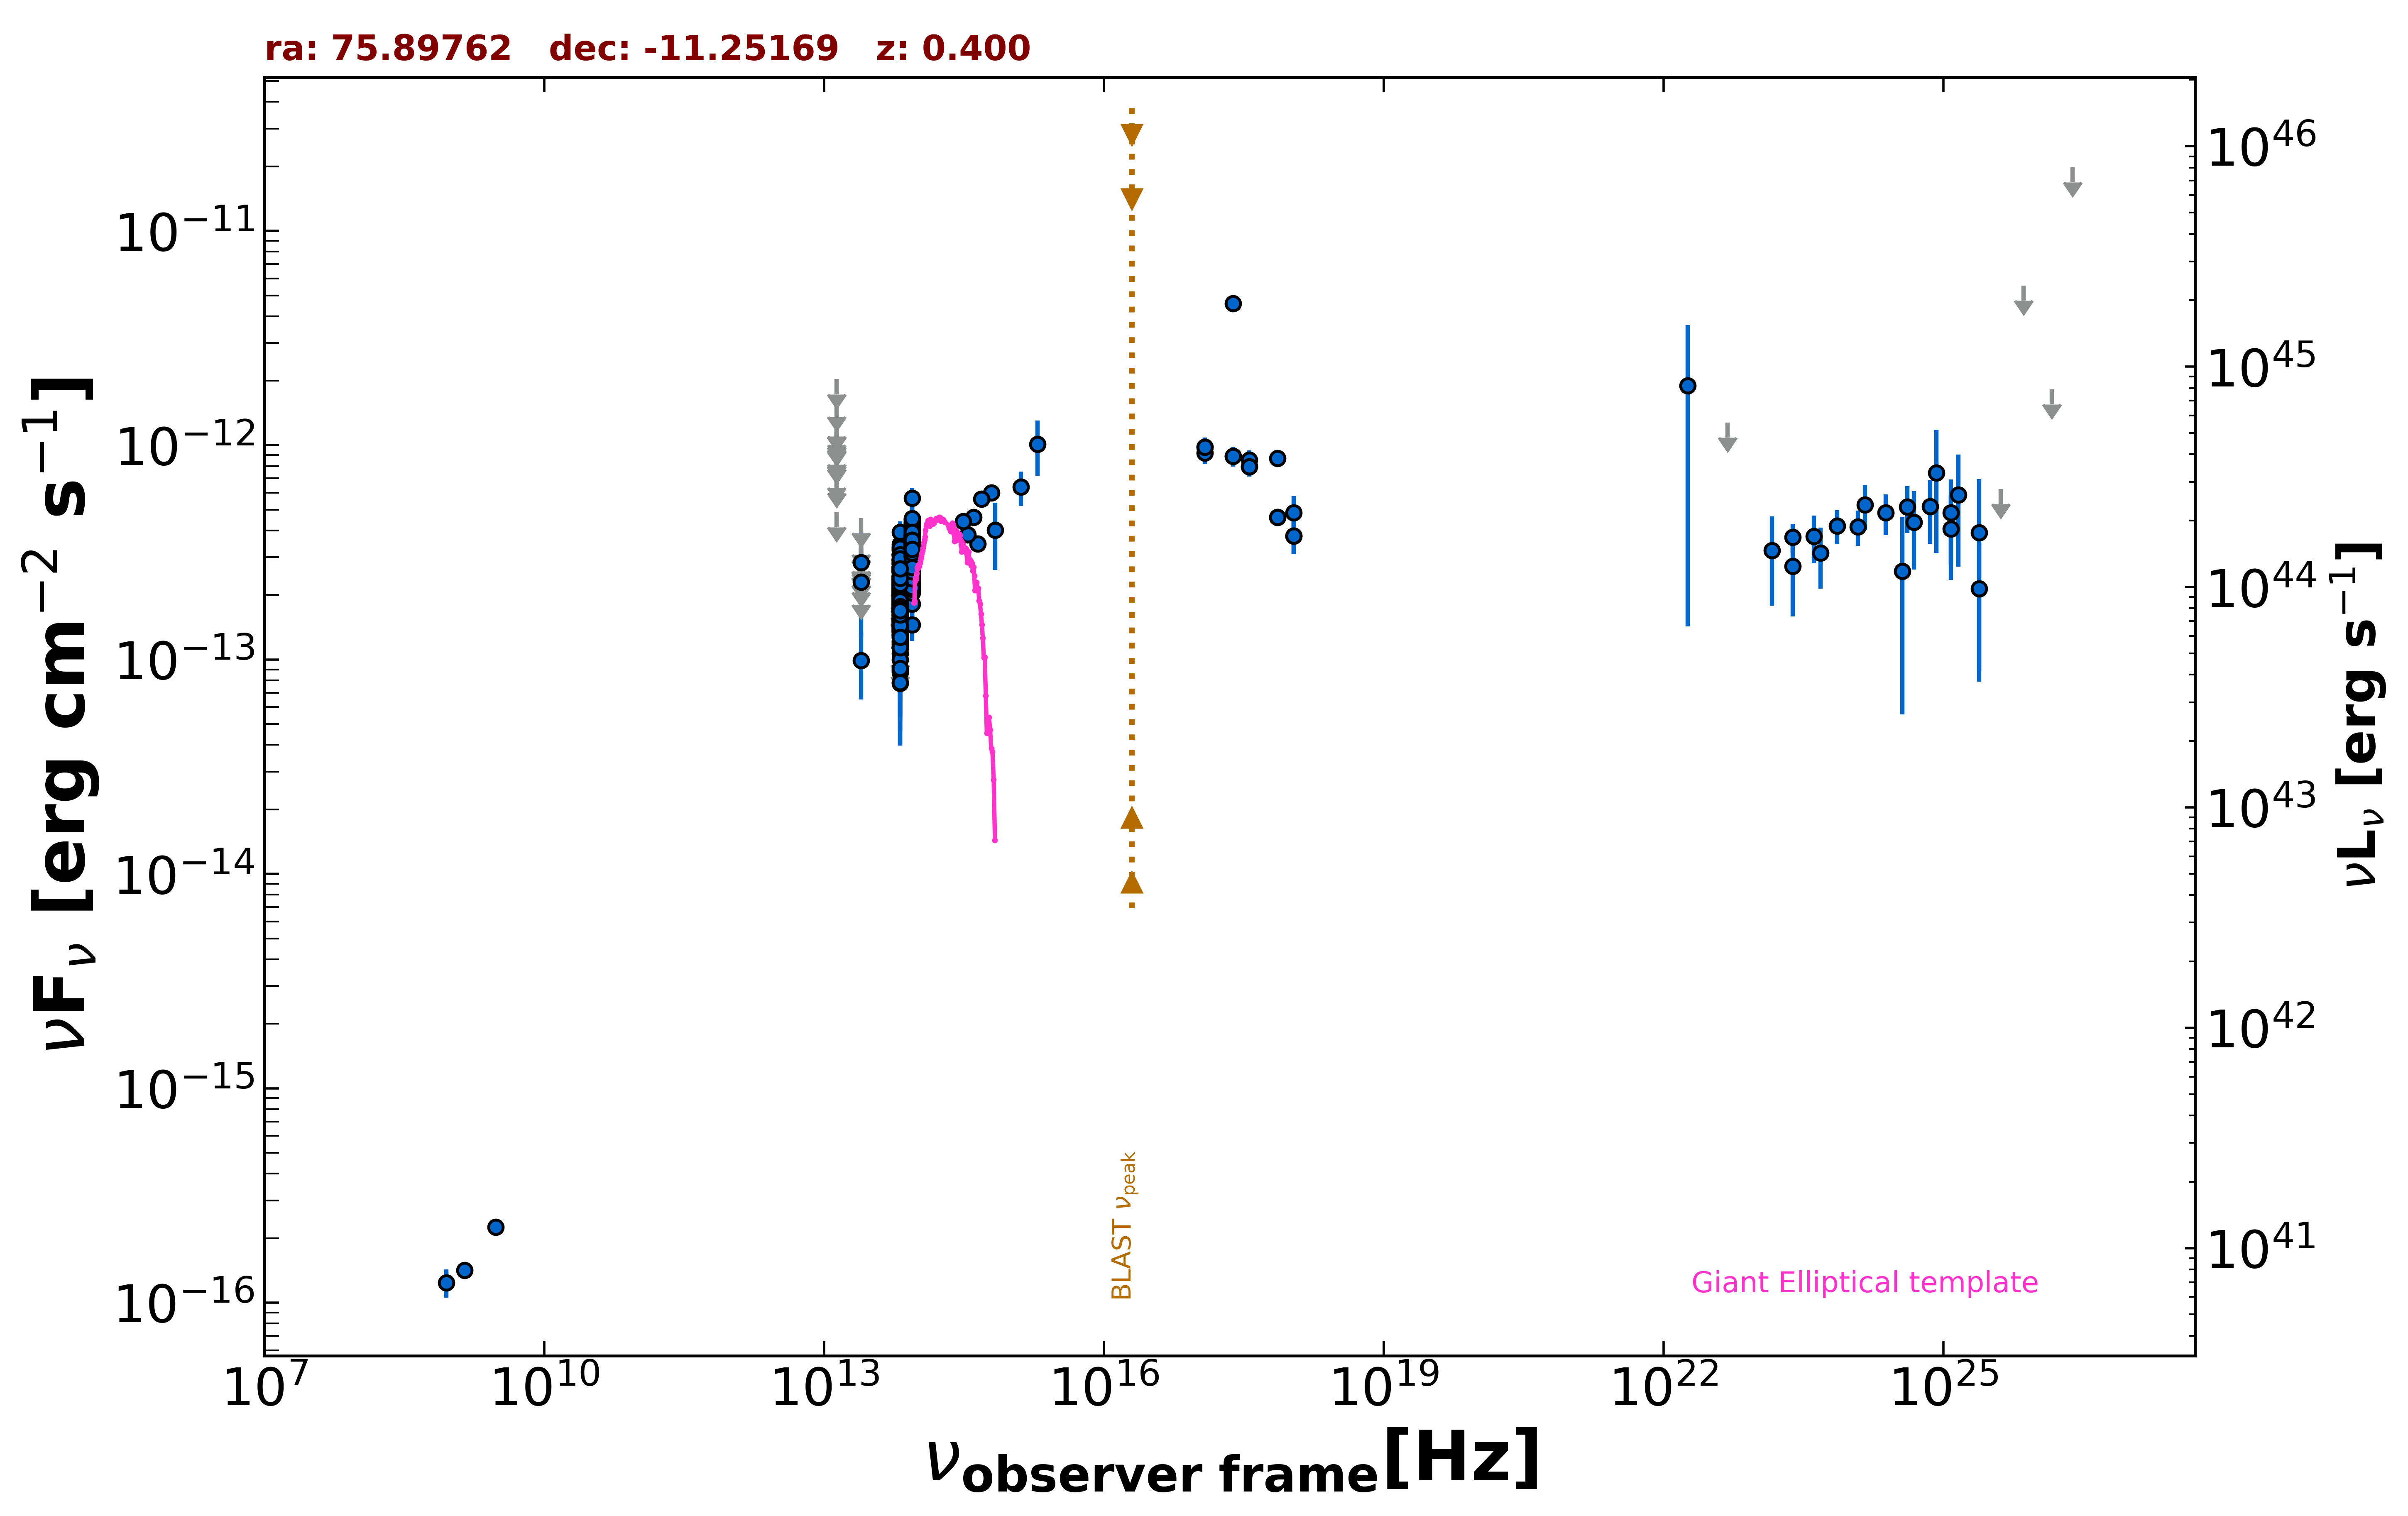 ra: 75.89762 dec: -11.25169 z: 0.400
νF_ν [erg cm^−2 s^−1]
10^−11
10^−12
10^−13
10^−14
10^−15
10^−16
10^46
10^45
10^44
10^43
10^42
10^41
νL_ν [erg s^−1]
BLAST ν_peak
Giant Elliptical template
10^7 10^10 10^13 10^16 10^19 10^22 10^25
ν_observer frame [Hz]